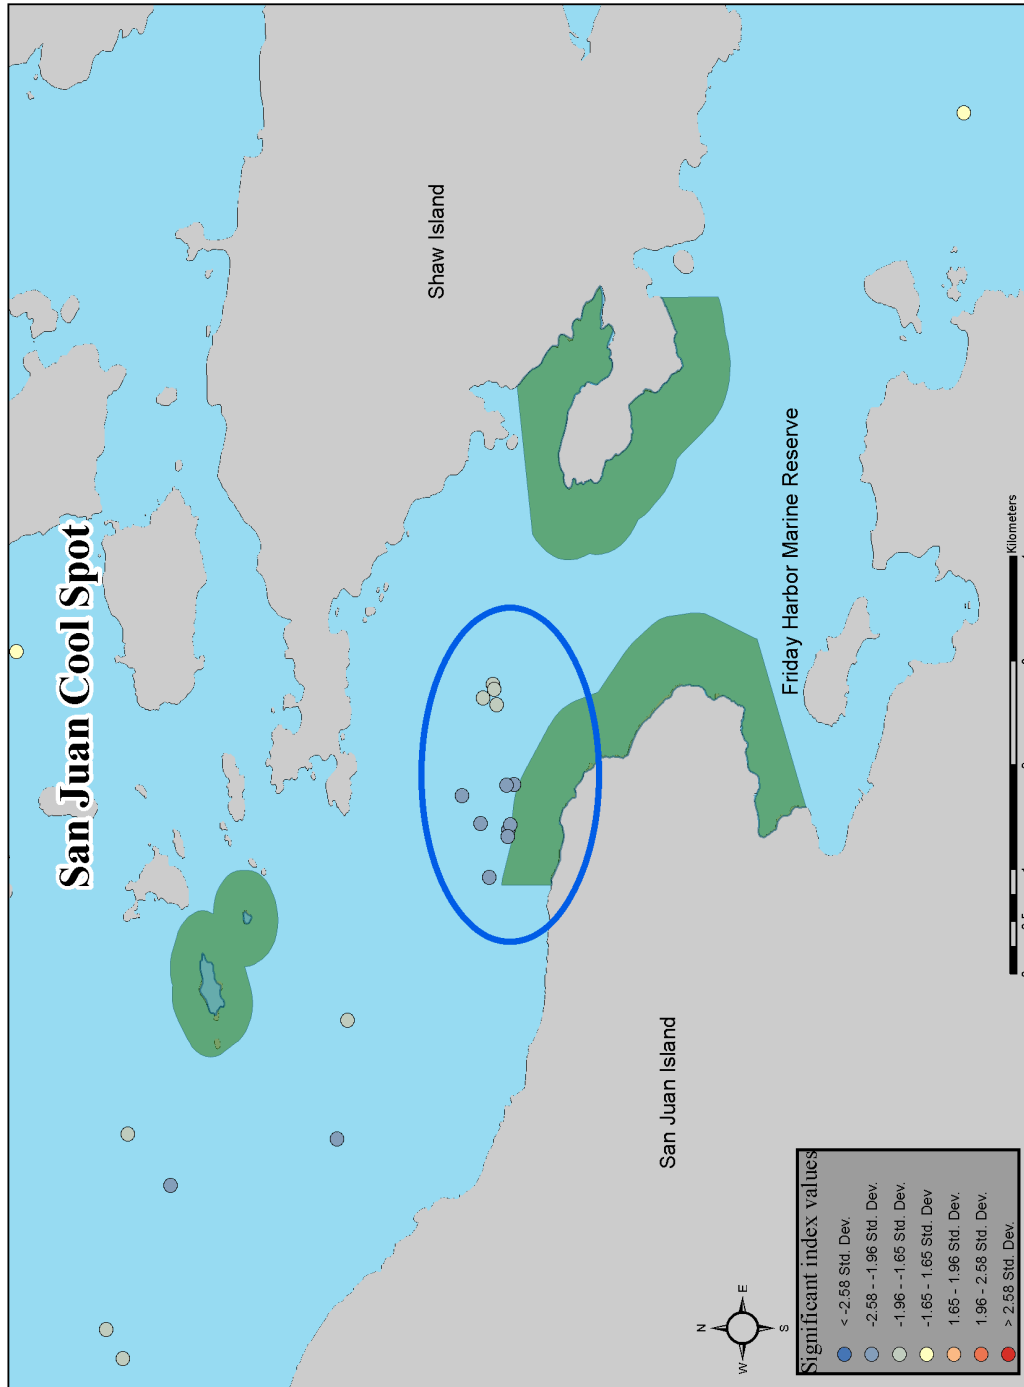 San Juan Cool Spot
Shaw Island
Friday Harbor Marine Reserve
San Juan Island
N
W
E
S
Significant index values
< -2.58 Std. Dev.
-2.58 - -1.96 Std. Dev.
-1.96 - -1.65 Std. Dev.
-1.65 - 1.65 Std. Dev
1.65 - 1.96 Std. Dev.
1.96 - 2.58 Std. Dev.
> 2.58 Std. Dev.
Kilometers